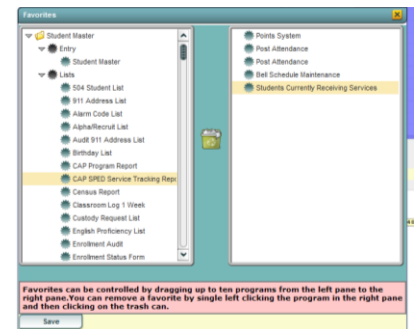 Favorites
Student Master
Entry
Student Master
Lists
504 Student List
911 Address List
Alarm Code List
Alpha/Recruit List
Audit 911 Address List
Birthday List
CAP Program Report
CAP SPED Service Tracking Repo
Census Report
Classroom Log 1 Week
Custody Request List
English Proficiency List
Enrollment Audit
Enrollment Status Form
Points System
Post Attendance
Post Attendance
Bell Schedule Maintenance
Students Currently Receiving Services
Favorites can be controlled by dragging up to ten programs from the left pane to the
right pane.You can remove a favorite by single left clicking the program in the right pane
and then clicking on the trash can.
Save